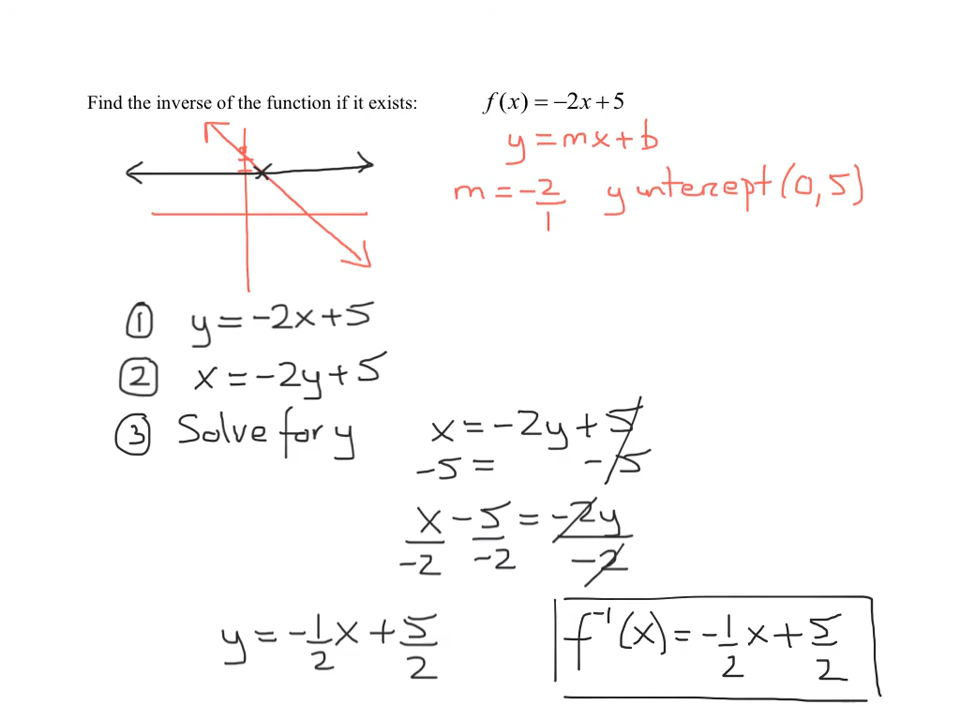 Find the inverse of the function if it exists: f(x) = −2x + 5
y = mx + b
m = -2/1 y intercept (0, 5)
① y = -2x + 5
② x = -2y + 5
③ Solve for y x = -2y + 5
-5 = -5
x/-2 - 5/-2 = -2y/-2
y = -1/2 x + 5/2 f⁻¹(x) = -1/2 x + 5/2